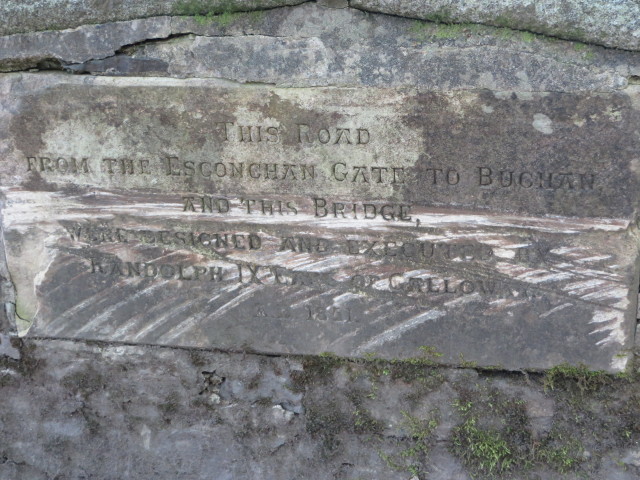 THIS ROAD
FROM THE ESCONCHAN GATE TO BUCHAN
AND THIS BRIDGE,
WERE DESIGNED AND EXECUTED BY
RANDOLPH IX EARL OF GALLOWAY
A.D. 1851